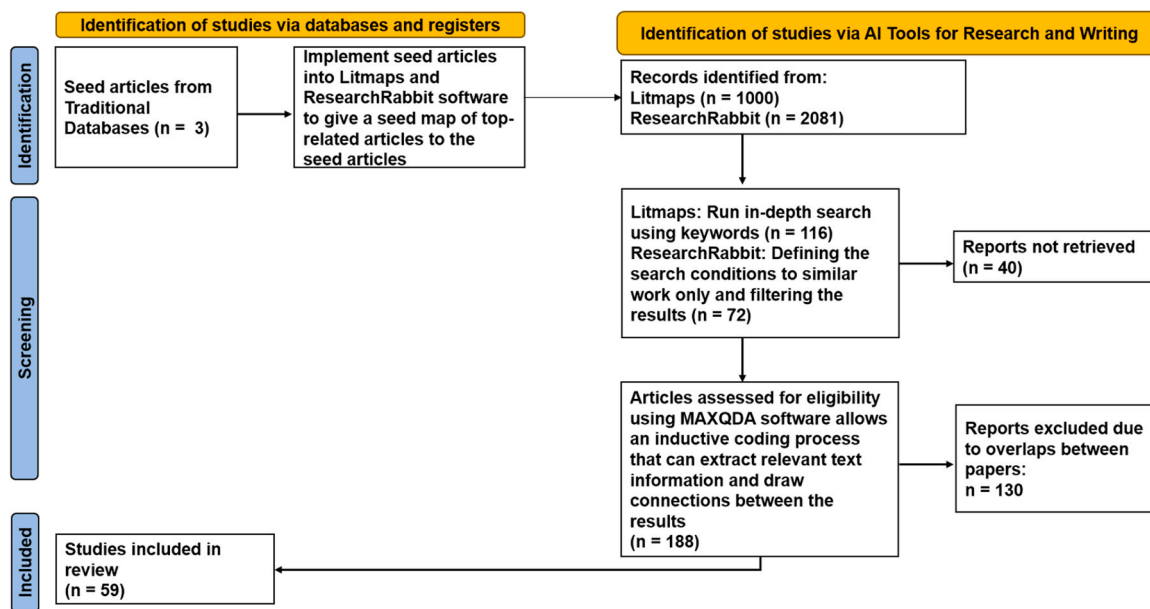 Identification of studies via databases and registers
Identification of studies via AI Tools for Research and Writing
Identification
Seed articles from
Traditional
Databases (n =  3)
Implement seed articles
into Litmaps and
ResearchRabbit software
to give a seed map of top-
related articles to the
seed articles
Records identified from:
Litmaps (n = 1000)
ResearchRabbit (n = 2081)
Screening
Litmaps: Run in-depth search
using keywords (n = 116)
ResearchRabbit: Defining the
search conditions to similar
work only and filtering the
results (n = 72)
Reports not retrieved
(n = 40)
Articles assessed for eligibility
using MAXQDA software allows
an inductive coding process
that can extract relevant text
information and draw
connections between the
results
(n = 188)
Reports excluded due
to overlaps between
papers:
n = 130
Included
Studies included in
review
(n = 59)